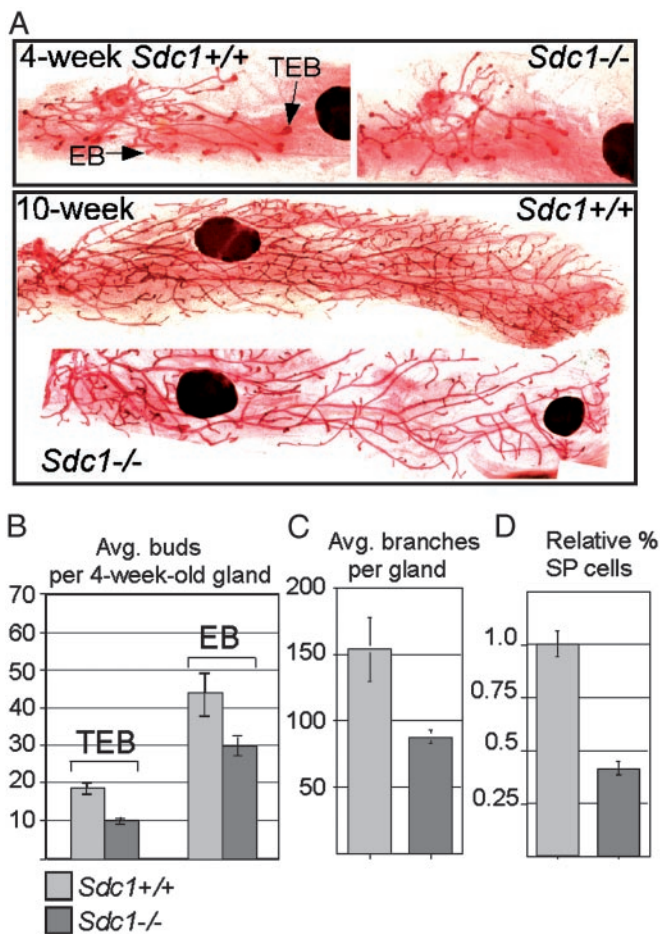 A
4-week Sdc1+/+
Sdc1-/-
TEB
EB
10-week
Sdc1+/+
Sdc1-/-
B
Avg. buds
per 4-week-old gland
70
60
50
40
30
20
10
TEB
EB
C
Avg. branches
per gland
200
150
100
50
D
Relative %
SP cells
1.0
0.75
0.5
0.25
Sdc1+/+
Sdc1-/-